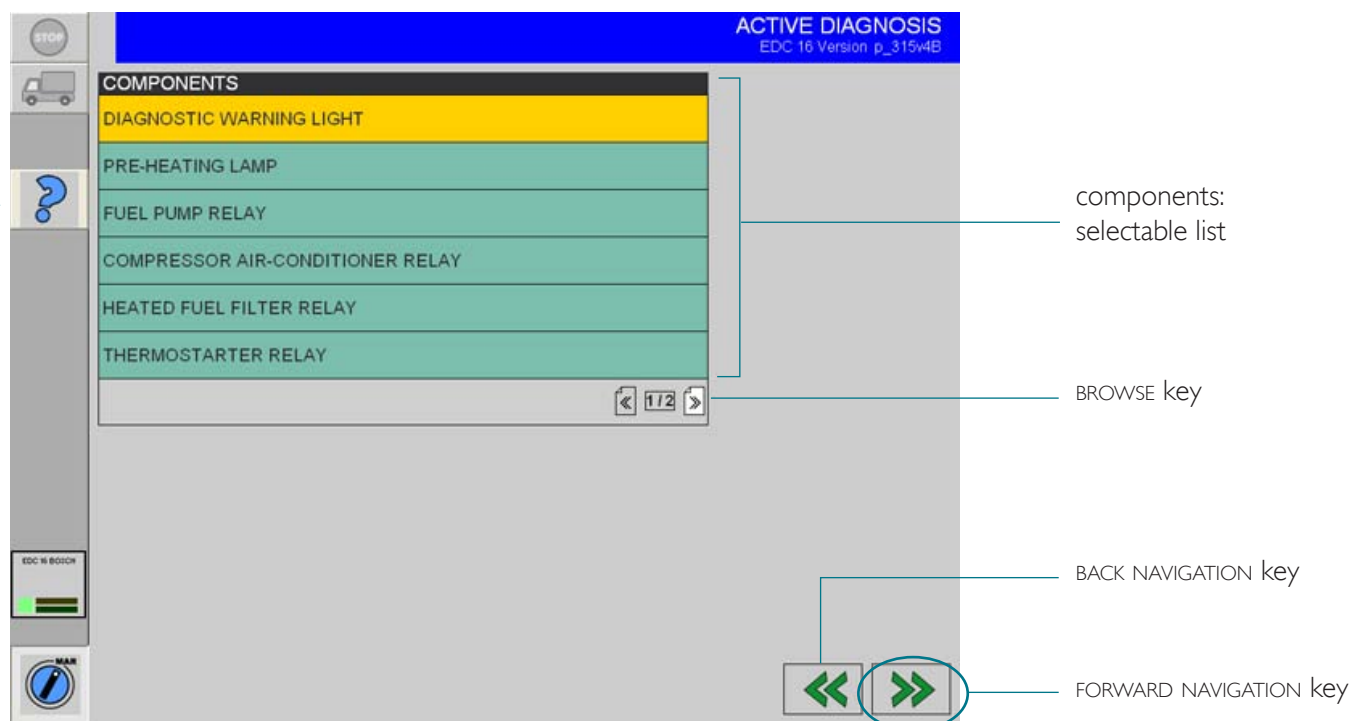 STOP
ACTIVE DIAGNOSIS
EDC 16 Version p_315v4B
COMPONENTS
DIAGNOSTIC WARNING LIGHT
PRE-HEATING LAMP
FUEL PUMP RELAY
COMPRESSOR AIR-CONDITIONER RELAY
HEATED FUEL FILTER RELAY
THERMOSTARTER RELAY
1/2
components:
selectable list
BROWSE key
EDC 16 BOSCH
BACK NAVIGATION key
MAR
FORWARD NAVIGATION key